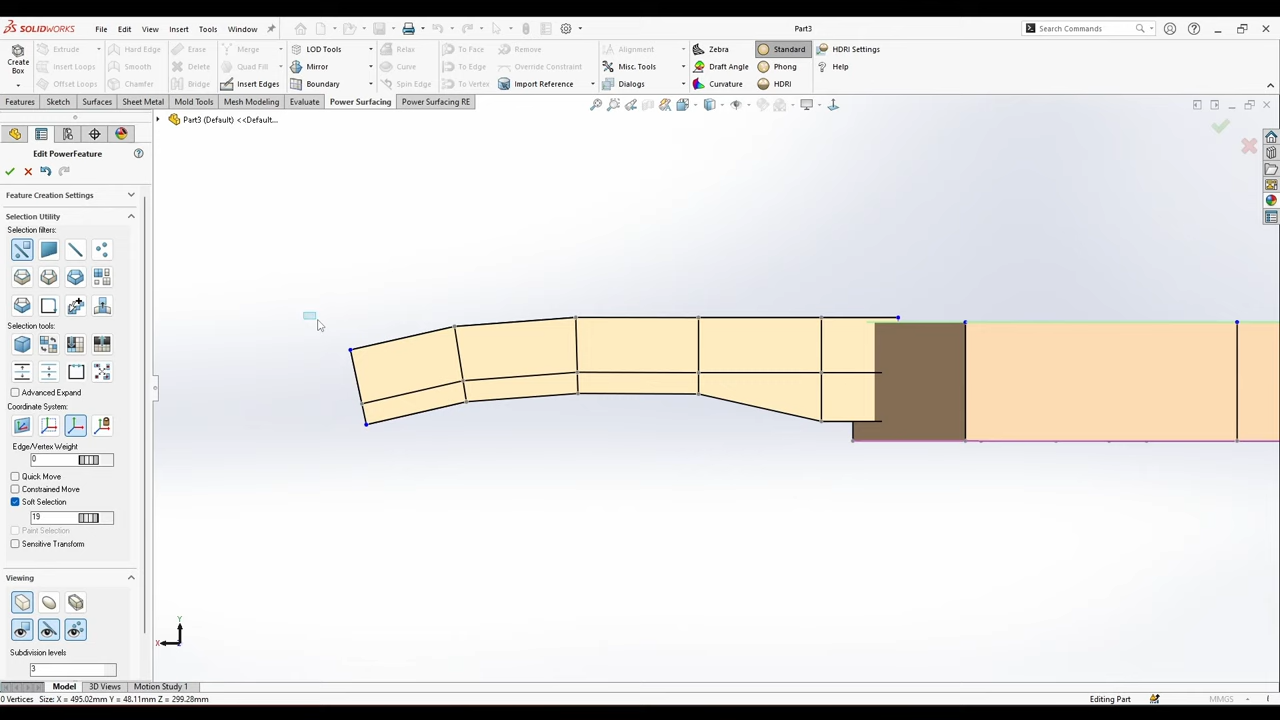 SOLIDWORKS File Edit View Insert Tools Window Part3 Search Commands
Create Box
Extrude Hard Edge Erase Merge LOD Tools Relax To Face Remove Alignment Zebra Standard HDRI Settings
Insert Loops Smooth Delete Quad Fill Mirror Curve To Edge Override Constraint Misc. Tools Draft Angle Phong Help
Offset Loops Chamfer Bridge Insert Edges Boundary Spin Edge To Vertex Import Reference Dialogs Curvature HDRI
Features Sketch Surfaces Sheet Metal Mold Tools Mesh Modeling Evaluate Power Surfacing Power Surfacing RE
Part3 (Default) <<Default...
Edit PowerFeature
Feature Creation Settings
Selection Utility
Selection filters:
Selection tools:
Advanced Expand
Coordinate System:
Edge/Vertex Weight
0
Quick Move
Constrained Move
Soft Selection
19
Paint Selection
Sensitive Transform
Viewing
Subdivision levels
3
Y
X
Model 3D Views Motion Study 1
0 Vertices Size: X = 495.02mm Y = 48.11mm Z = 299.28mm Editing Part MMGS